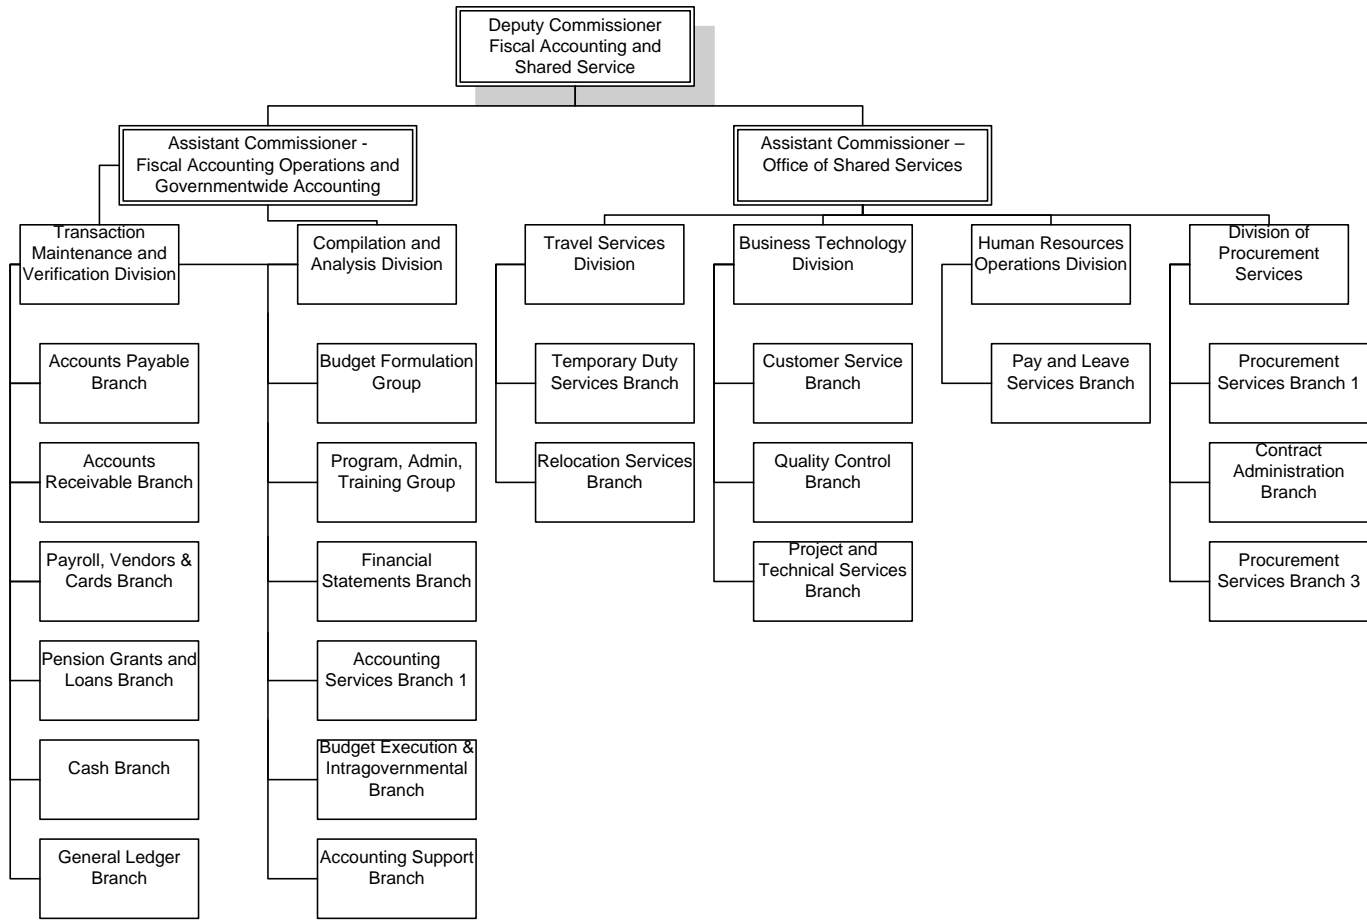 Deputy Commissioner
Fiscal Accounting and
Shared Service
Assistant Commissioner -
Fiscal Accounting Operations and
Governmentwide Accounting
Assistant Commissioner –
Office of Shared Services
Transaction
Maintenance and
Verification Division
Compilation and
Analysis Division
Travel Services
Division
Business Technology
Division
Human Resources
Operations Division
Division of
Procurement
Services
Accounts Payable
Branch
Budget Formulation
Group
Temporary Duty
Services Branch
Customer Service
Branch
Pay and Leave
Services Branch
Procurement
Services Branch 1
Accounts
Receivable Branch
Program, Admin,
Training Group
Relocation Services
Branch
Quality Control
Branch
Contract
Administration
Branch
Payroll, Vendors &
Cards Branch
Financial
Statements Branch
Project and
Technical Services
Branch
Procurement
Services Branch 3
Pension Grants and
Loans Branch
Accounting
Services Branch 1
Cash Branch
Budget Execution &
Intragovernmental
Branch
General Ledger
Branch
Accounting Support
Branch